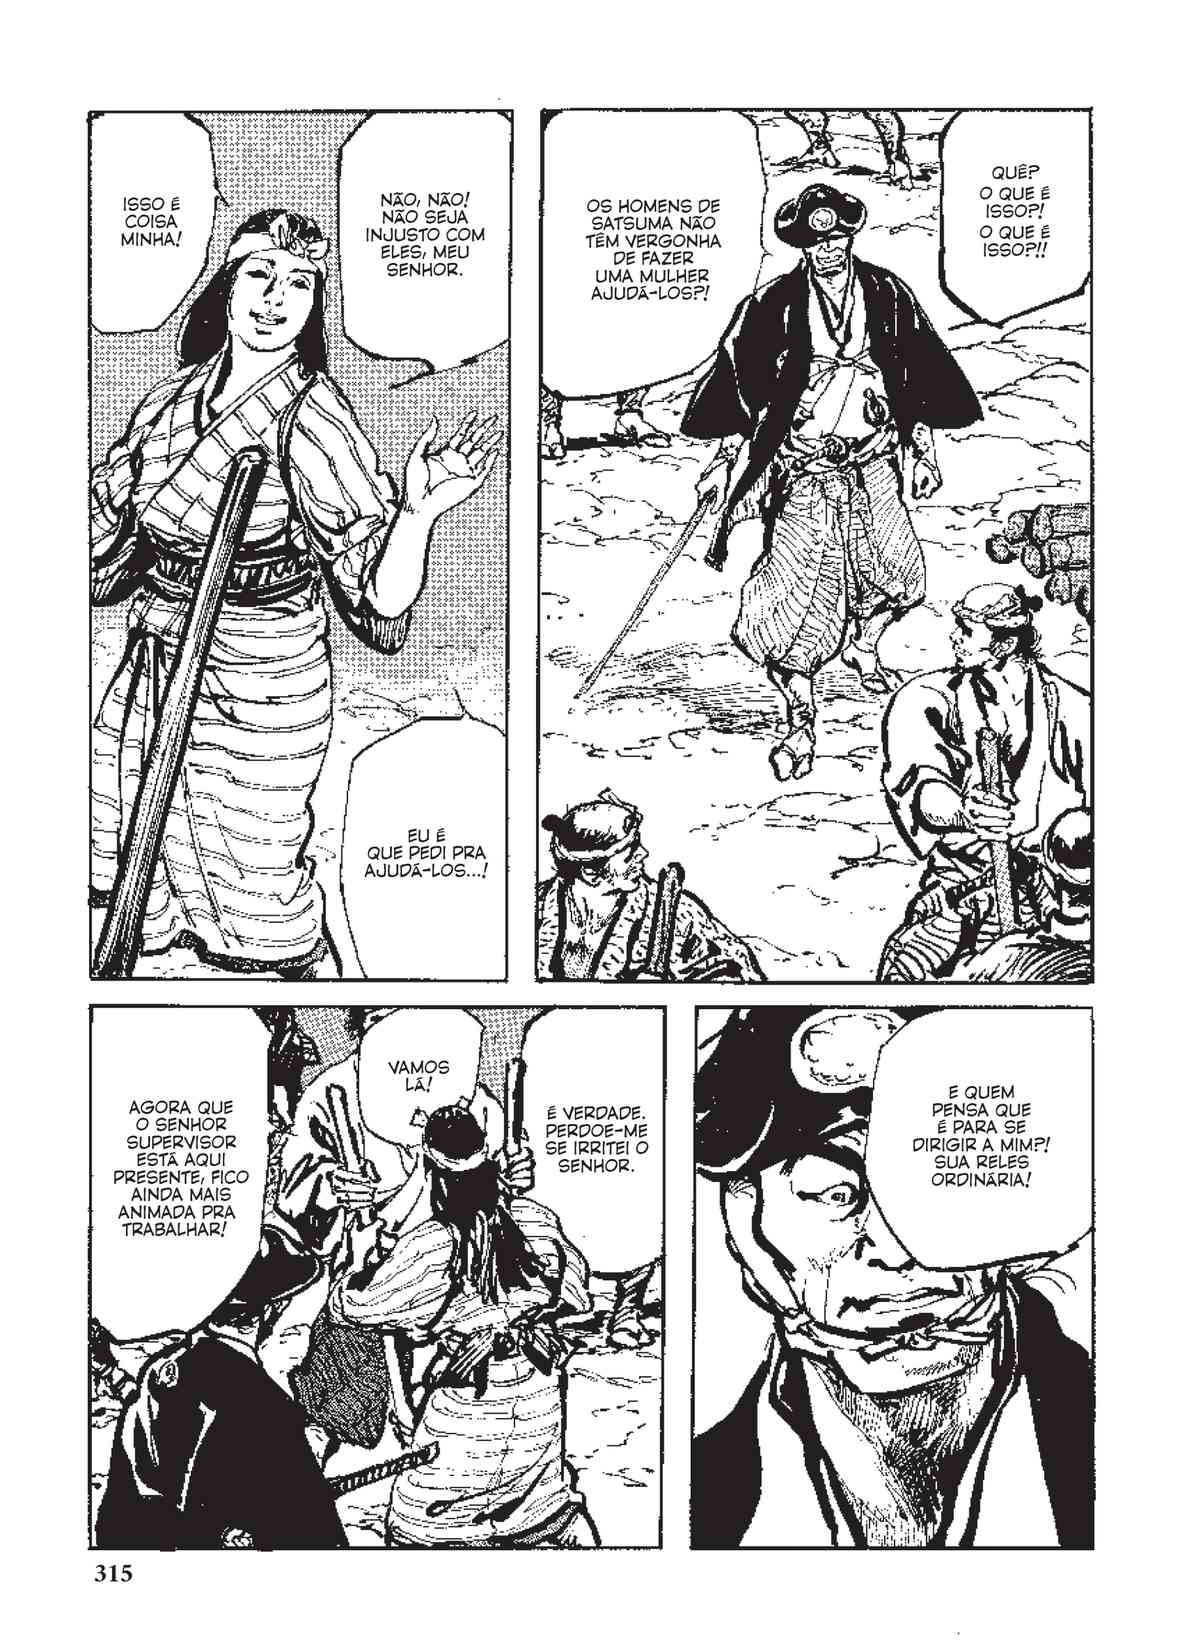 QUÊ?
O QUE É
ISSO?!
O QUE É
ISSO?!!
OS HOMENS DE
SATSUMA NÃO
TÊM VERGONHA
DE FAZER
UMA MULHER
AJUDÁ-LOS?!
NÃO, NÃO!
NÃO SEJA
INJUSTO COM
ELES, MEU
SENHOR.
ISSO É
COISA
MINHA!
EU É
QUE PEDI PRA
AJUDÁ-LOS...!
E QUEM
PENSA QUE
É PARA SE
DIRIGIR A MIM?!
SUA RELES
ORDINÁRIA!
É VERDADE.
PERDOE-ME
SE IRRITEI O
SENHOR.
VAMOS
LÁ!
AGORA QUE
O SENHOR
SUPERVISOR
ESTÁ AQUI
PRESENTE, FICO
AINDA MAIS
ANIMADA PRA
TRABALHAR!
315